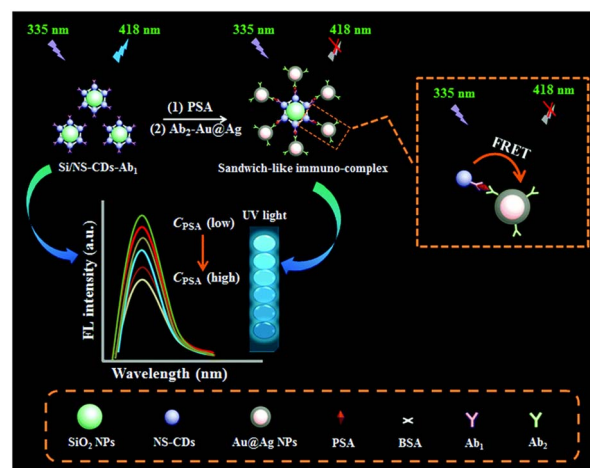 335 nm 418 nm
335 nm 418 nm
Si/NS-CDs-Ab₁
(1) PSA
(2) Ab₂-Au@Ag
Sandwich-like immuno-complex
335 nm 418 nm
FRET
FL intensity (a.u.)
Wavelength (nm)
C_PSA (low)
C_PSA (high)
UV light
SiO₂ NPs NS-CDs Au@Ag NPs PSA BSA Ab₁ Ab₂